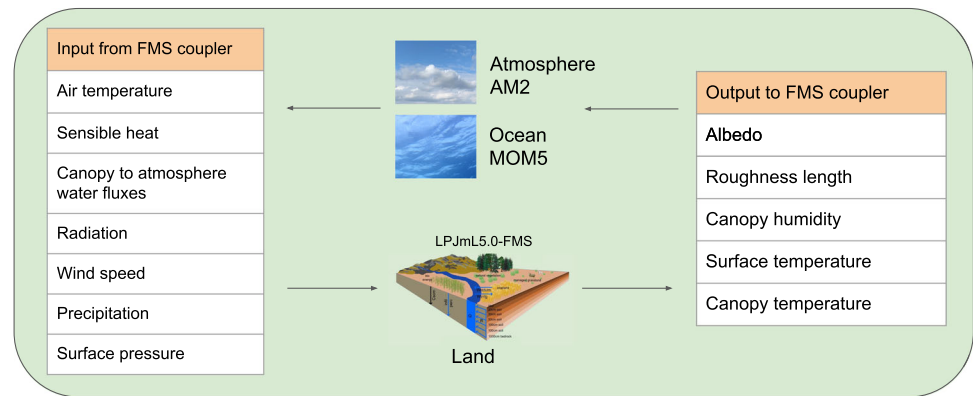 Input from FMS coupler
Air temperature
Sensible heat
Canopy to atmosphere
water fluxes
Radiation
Wind speed
Precipitation
Surface pressure
Atmosphere
AM2
Ocean
MOM5
LPJmL5.0-FMS
Land
Output to FMS coupler
Albedo
Roughness length
Canopy humidity
Surface temperature
Canopy temperature